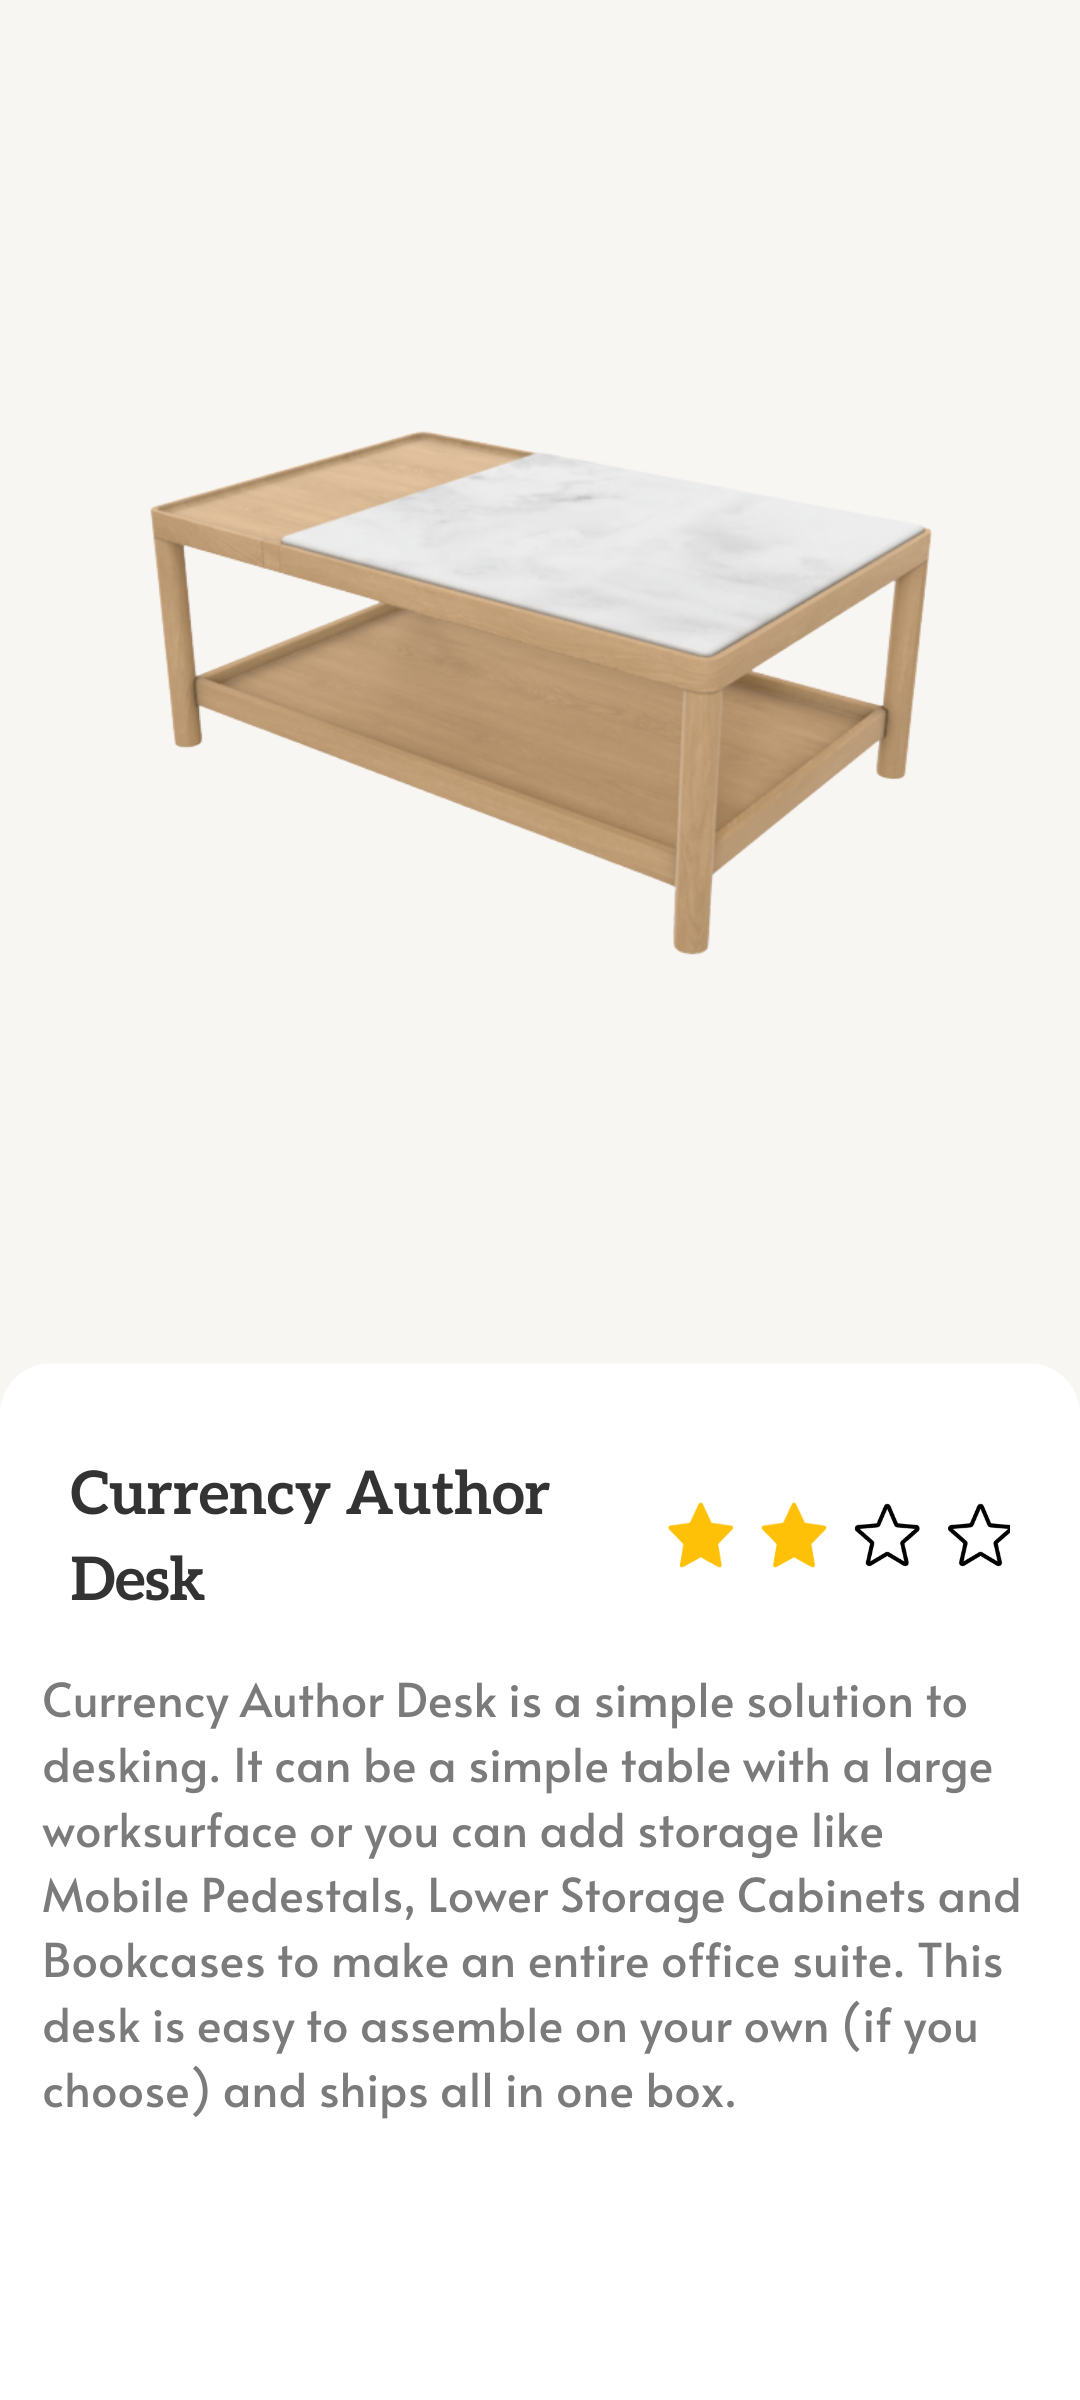 Currency Author
Desk
Currency Author Desk is a simple solution to
desking. It can be a simple table with a large
worksurface or you can add storage like
Mobile Pedestals, Lower Storage Cabinets and
Bookcases to make an entire office suite. This
desk is easy to assemble on your own (if you
choose) and ships all in one box.